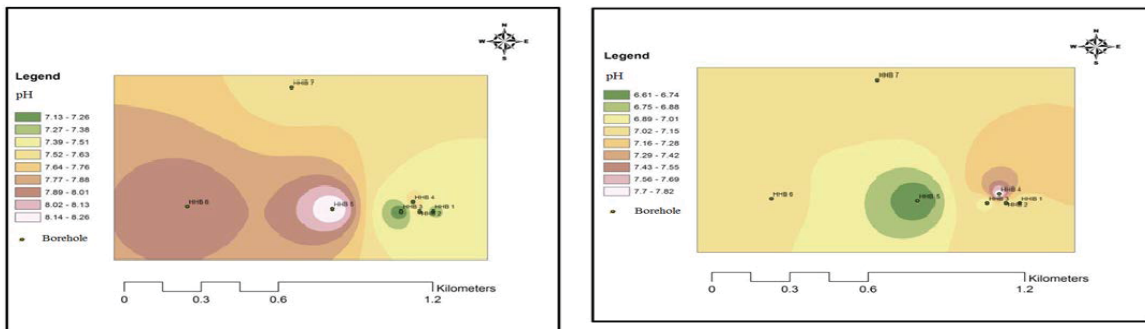 N
W E
S
Legend
pH
7.13 - 7.26
7.27 - 7.38
7.39 - 7.51
7.52 - 7.63
7.64 - 7.76
7.77 - 7.88
7.89 - 8.01
8.02 - 8.13
8.14 - 8.26
Borehole
HHB 7
HHB 6
HHB 5
HHB 4
HHB 3
HHB 2
HHB 1
Kilometers
0 0.3 0.6 1.2
N
W E
S
Legend
pH
6.61 - 6.74
6.75 - 6.88
6.89 - 7.01
7.02 - 7.15
7.16 - 7.28
7.29 - 7.42
7.43 - 7.55
7.56 - 7.69
7.7 - 7.82
Borehole
HHB 7
HHB 6
HHB 5
HHB 4
HHB 3
HHB 2
HHB 1
Kilometers
0 0.3 0.6 1.2